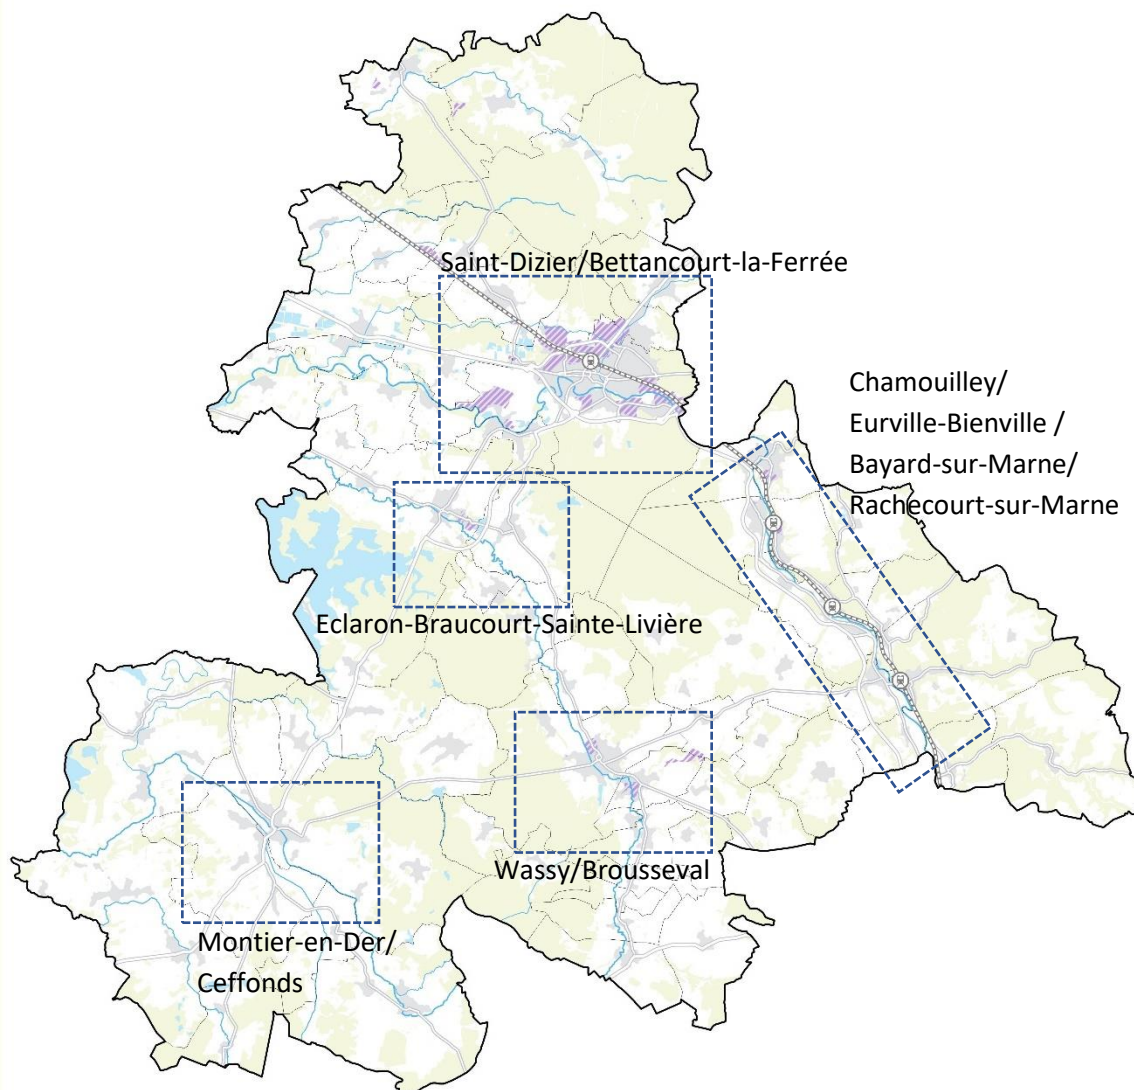 Saint-Dizier/Bettancourt-la-Ferrée
Chamouilley/
Eurville-Bienville /
Bayard-sur-Marne/
Rachecourt-sur-Marne
Eclaron-Braucourt-Sainte-Livière
Wassy/Brousseval
Montier-en-Der/
Ceffonds